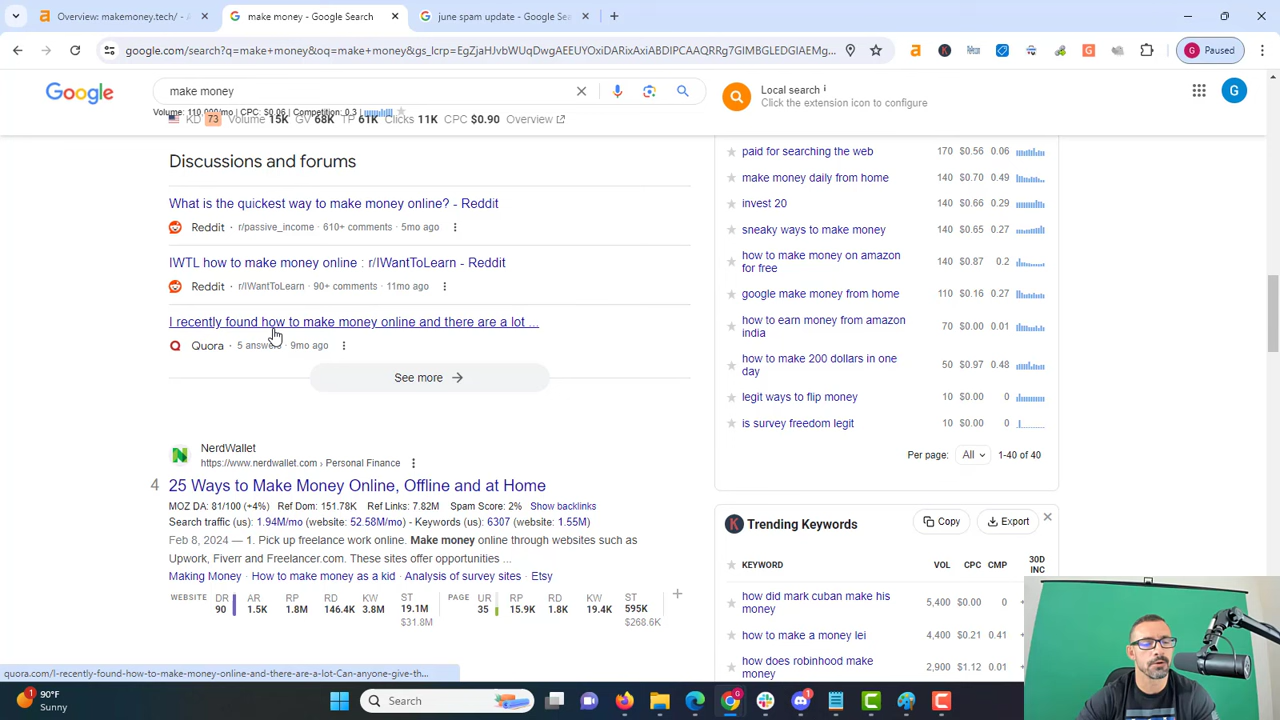 Overview: makemoney.tech/ - A
make money - Google Search
june spam update - Google Sea
google.com/search?q=make+money&oq=make+money&gs_lcrp=EgZjaHJvbWUqDwgAEEUYOxiDARixAxiABDIPCAAQRRg7GIMBGLEDGIAEMg...
G Paused
Google
make money
Local search i
Click the extension icon to configure
G
Volume: 110,000/mo | CPC: $0.06 | Competition: 0.3
KD 73 Volume 15K GV 68K TP 61K Clicks 11K CPC $0.90 Overview
Discussions and forums
What is the quickest way to make money online? - Reddit
Reddit · r/passive_income · 610+ comments · 5mo ago
IWTL how to make money online : r/IWantToLearn - Reddit
Reddit · r/IWantToLearn · 90+ comments · 11mo ago
I recently found how to make money online and there are a lot ...
Quora · 5 answers · 9mo ago
See more
NerdWallet
https://www.nerdwallet.com › Personal Finance
4 25 Ways to Make Money Online, Offline and at Home
MOZ DA: 81/100 (+4%) Ref Dom: 151.78K Ref Links: 7.82M Spam Score: 2% Show backlinks
Search traffic (us): 1.94M/mo (website: 52.58M/mo) - Keywords (us): 6307 (website: 1.55M)
Feb 8, 2024 — 1. Pick up freelance work online. Make money online through websites such as
Upwork, Fiverr and Freelancer.com. These sites offer opportunities ...
Making Money · How to make money as a kid · Analysis of survey sites · Etsy
WEBSITE DR 90 AR 1.5K RP 1.8M RD 146.4K KW 3.8M ST 19.1M $31.8M PAGE UR 35 RP 15.9K RD 1.8K KW 19.4K ST 595K $268.6K
paid for searching the web 170 $0.56 0.06
make money daily from home 140 $0.70 0.49
invest 20 140 $0.66 0.29
sneaky ways to make money 140 $0.65 0.27
how to make money on amazon
for free 140 $0.87 0.2
google make money from home 110 $0.16 0.27
how to earn money from amazon
india 70 $0.00 0.01
how to make 200 dollars in one
day 50 $0.97 0.48
legit ways to flip money 10 $0.00 0
is survey freedom legit 10 $0.00 0
Per page: All 1-40 of 40
K Trending Keywords Copy Export
KEYWORD VOL CPC CMP 30D
INC
how did mark cuban make his
money 5,400 $0.00 0
how to make a money lei 4,400 $0.21 0.41
how does robinhood make
money 2,900 $1.12 0.01
quora.com/I-recently-found-how-to-make-money-online-and-there-are-a-lot-Can-anyone-give-th...
90°F
Sunny
Search